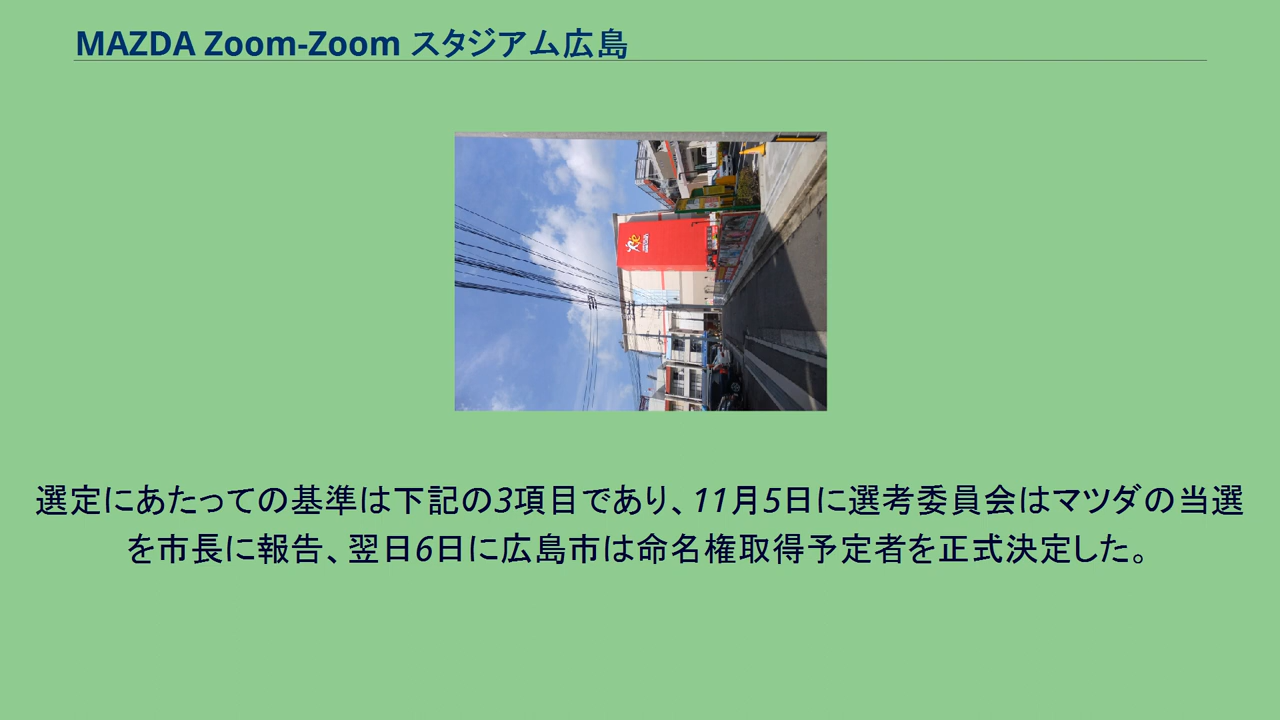 MAZDA Zoom-Zoom スタジアム広島
選定にあたっての基準は下記の3項目であり、11月5日に選考委員会はマツダの当選
を市長に報告、翌日6日に広島市は命名権取得予定者を正式決定した。